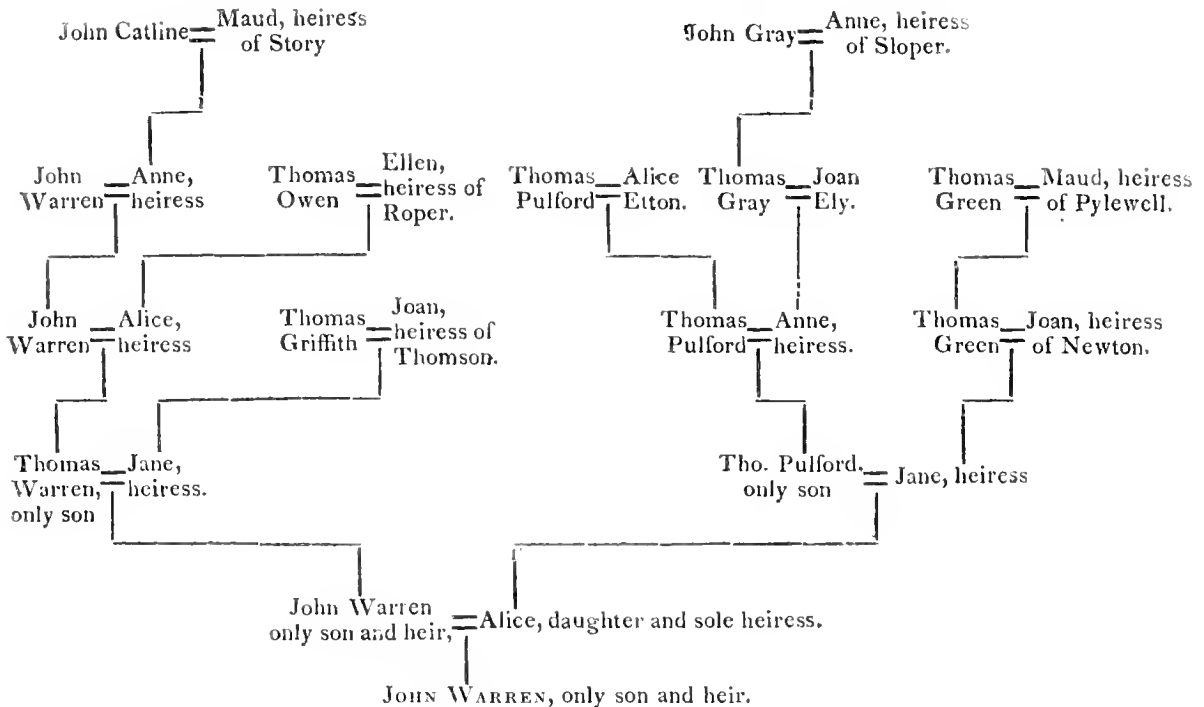 John Catline
Maud, heiress
of Story
John Gray
Anne, heiress
of Sloper.
John
Warren
Anne,
heiress
Thomas
Owen
Ellen,
heiress of
Roper.
Thomas
Pulford
Alice
Etton.
Thomas
Gray
Joan
Ely.
Thomas
Green
Maud, heiress
of Pylewell.
John
Warren
Alice,
heiress
Thomas
Griffith
Joan,
heiress of
Thomson.
Thomas
Pulford
Anne,
heiress.
Thomas
Green
Joan, heiress
of Newton.
Thomas
Warren,
only son
Jane,
heiress.
Tho. Pulford.
only son
Jane, heiress
John Warren
only son and heir,
Alice, daughter and sole heiress.
JOHN WARREN, only son and heir.